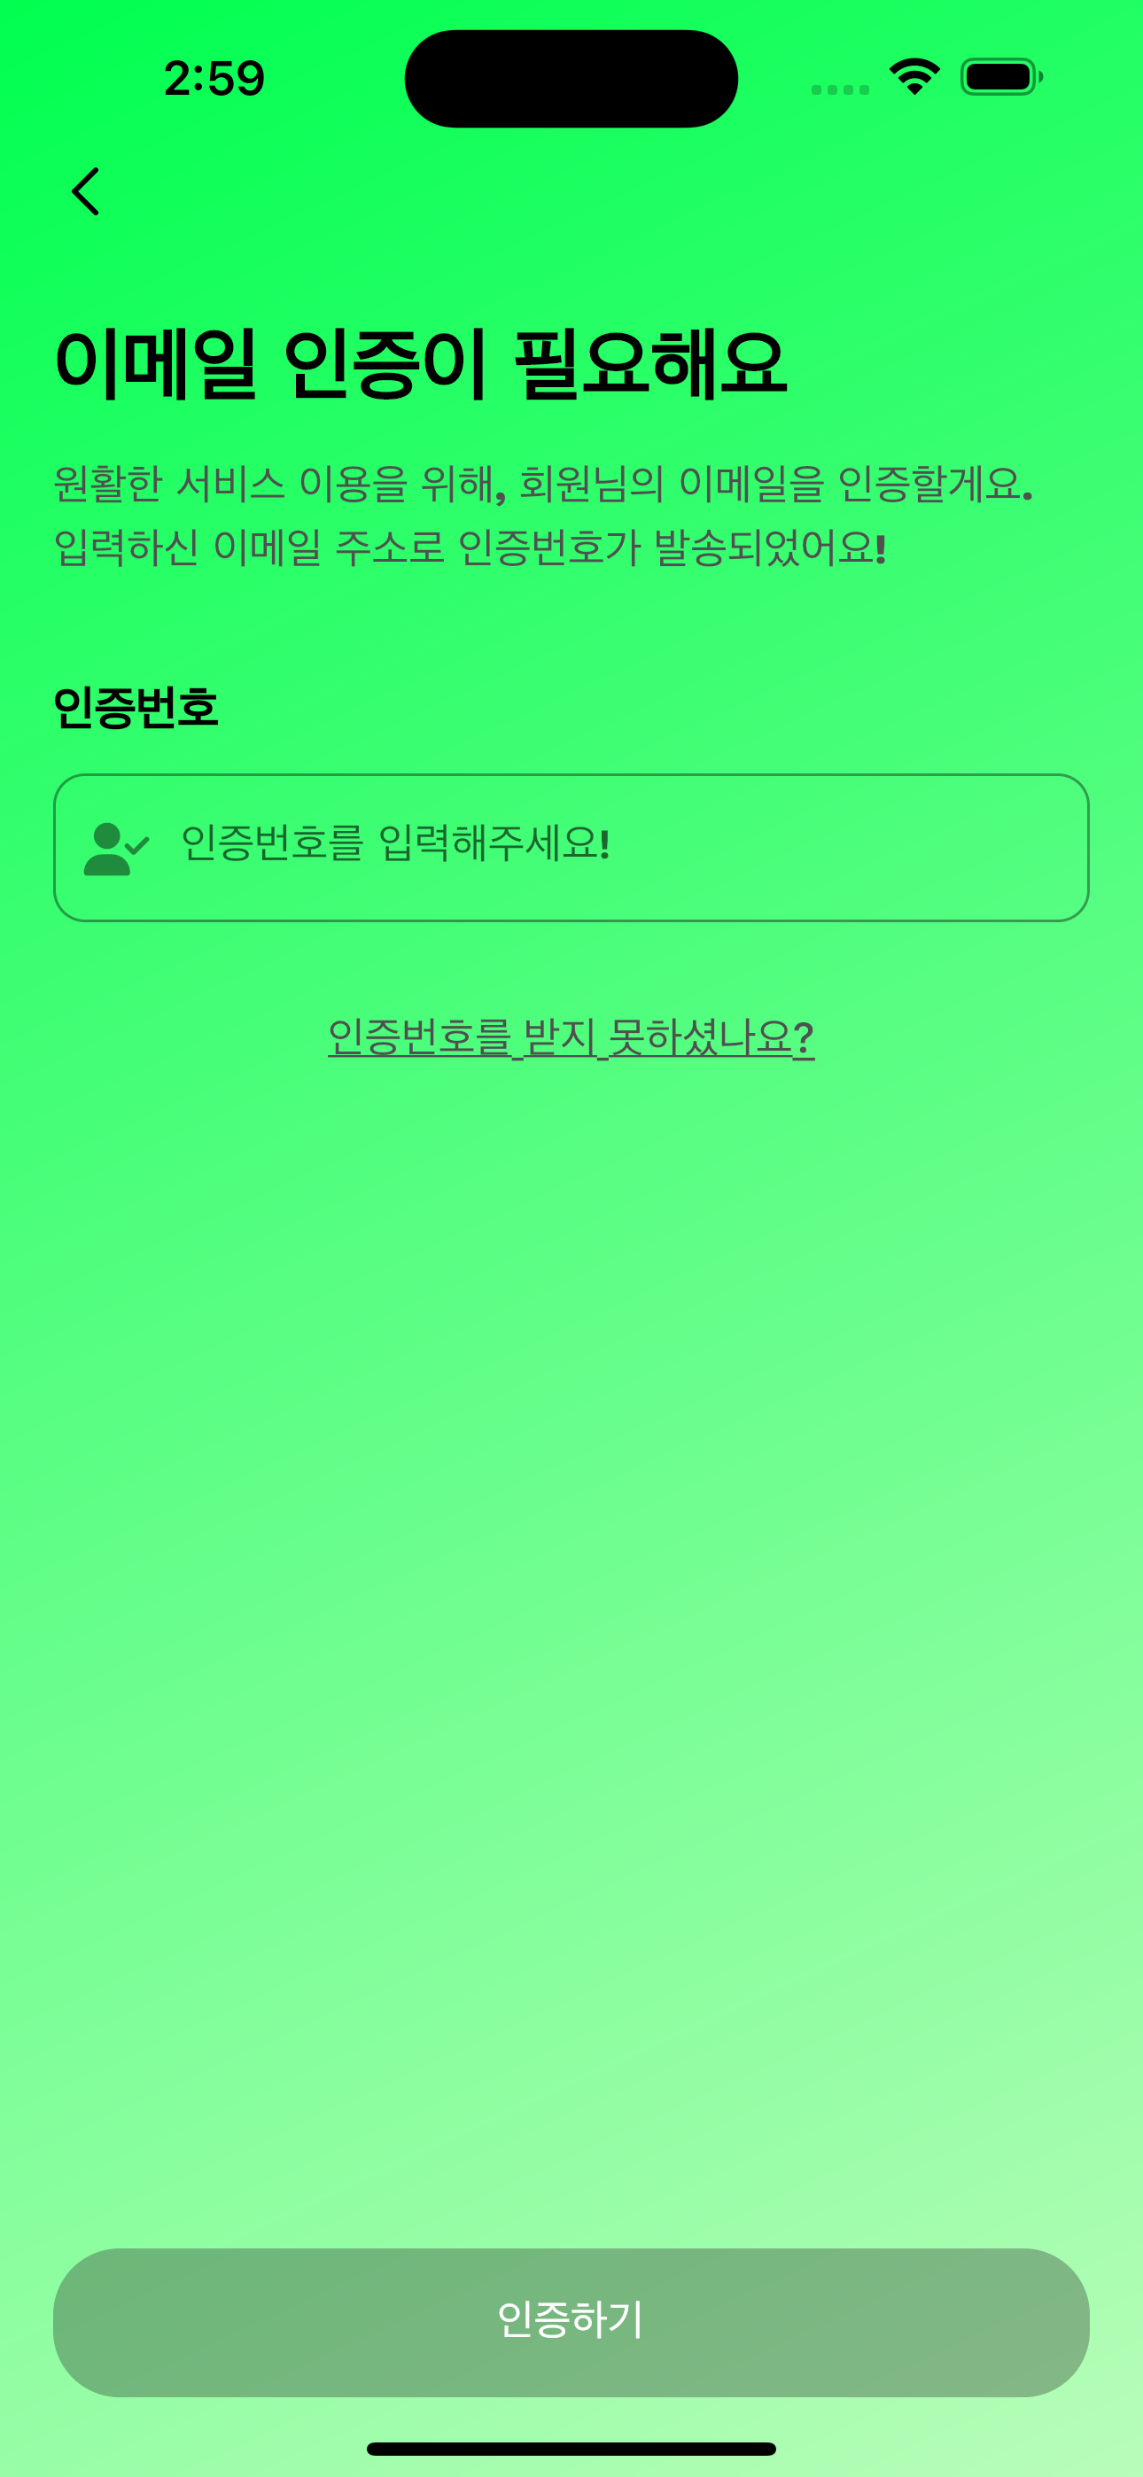 2:59
이메일 인증이 필요해요
원활한 서비스 이용을 위해, 회원님의 이메일을 인증할게요.
입력하신 이메일 주소로 인증번호가 발송되었어요!
인증번호
인증번호를 입력해주세요!
인증번호를 받지 못하셨나요?
인증하기